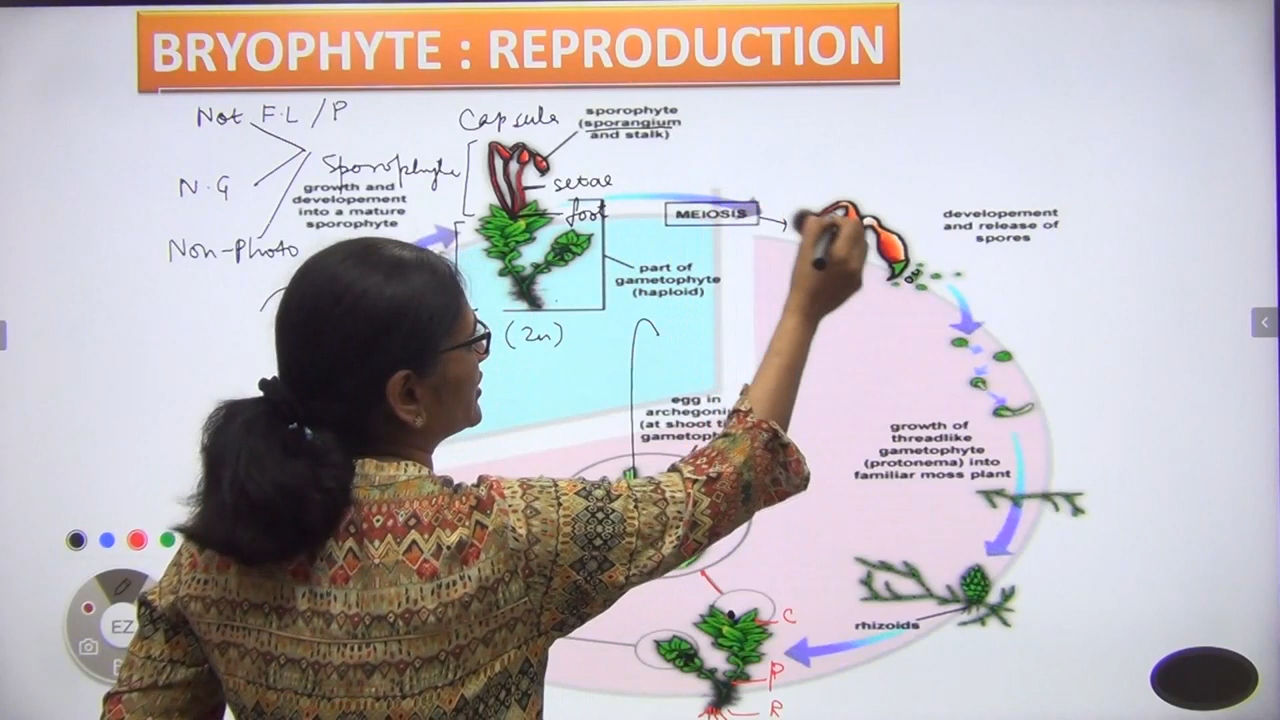 BRYOPHYTE : REPRODUCTION
Not F.L / P
N.G
Non-Photo
Sporophyte
growth and
developement
into a mature
sporophyte
Capsule
sporophyte
(sporangium
and stalk)
setae
foot
MEIOSIS
part of
gametophyte
(haploid)
(2n)
developement
and release of
spores
egg in
(at shoot
growth of
threadlike
gametophyte
(protonema) into
familiar moss plant
rhizoids
C
P
R
EZ